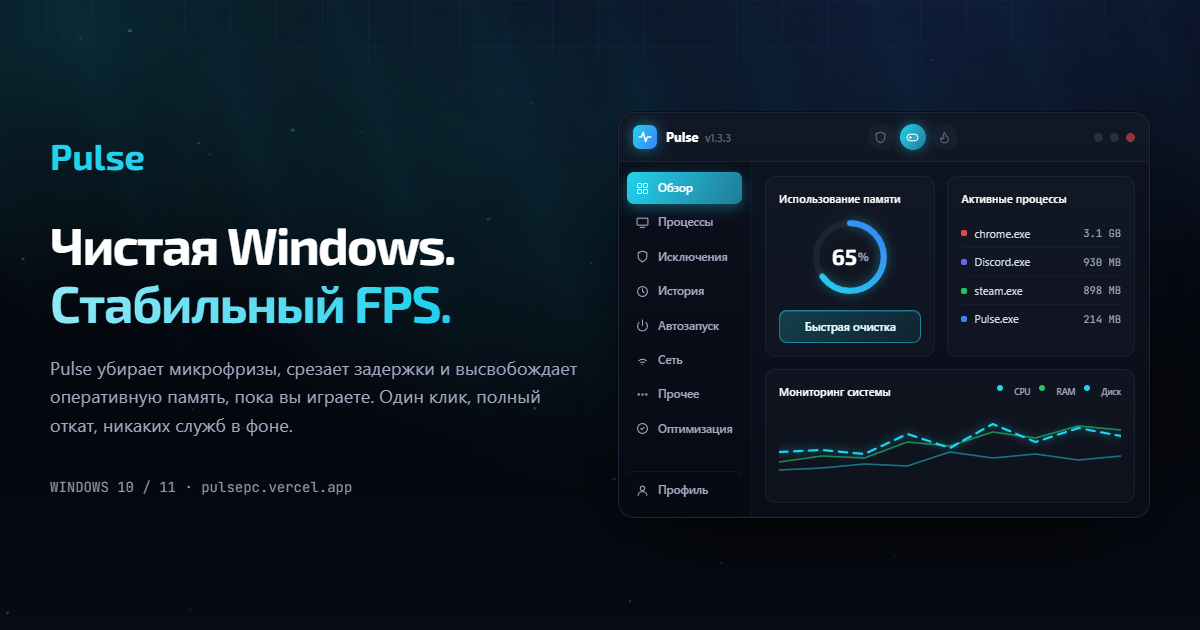 Pulse
Чистая Windows.
Стабильный FPS.
Pulse убирает микрофризы, срезает задержки и высвобождает
оперативную память, пока вы играете. Один клик, полный
откат, никаких служб в фоне.
WINDOWS 10 / 11 · pulsepc.vercel.app
Pulse v1.3.3
Обзор
Процессы
Исключения
История
Автозапуск
Сеть
Прочее
Оптимизация
Профиль
Использование памяти
65%
Быстрая очистка
Активные процессы
chrome.exe 3.1 GB
Discord.exe 930 MB
steam.exe 898 MB
Pulse.exe 214 MB
Мониторинг системы
CPU RAM Диск